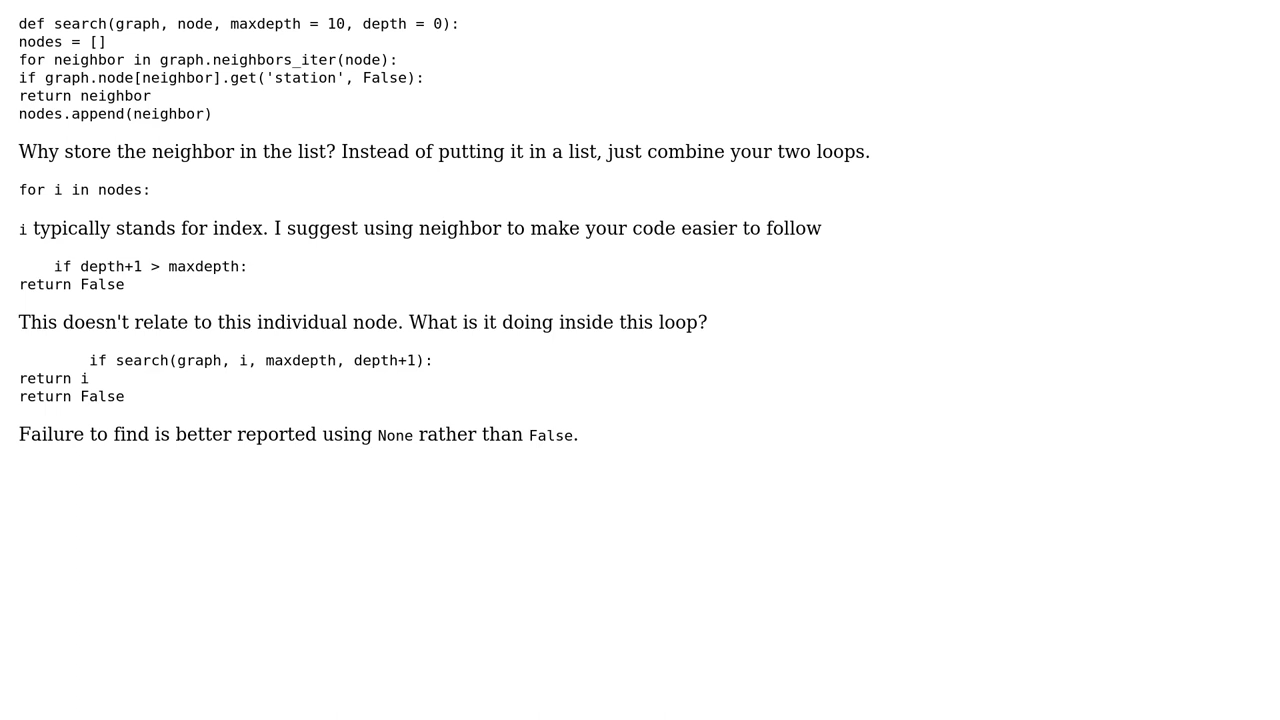 def search(graph, node, maxdepth = 10, depth = 0):
nodes = []
for neighbor in graph.neighbors_iter(node):
if graph.node[neighbor].get('station', False):
return neighbor
nodes.append(neighbor)
Why store the neighbor in the list? Instead of putting it in a list, just combine your two loops.
for i in nodes:
i typically stands for index. I suggest using neighbor to make your code easier to follow
    if depth+1 > maxdepth:
return False
This doesn't relate to this individual node. What is it doing inside this loop?
        if search(graph, i, maxdepth, depth+1):
return i
return False
Failure to find is better reported using None rather than False.